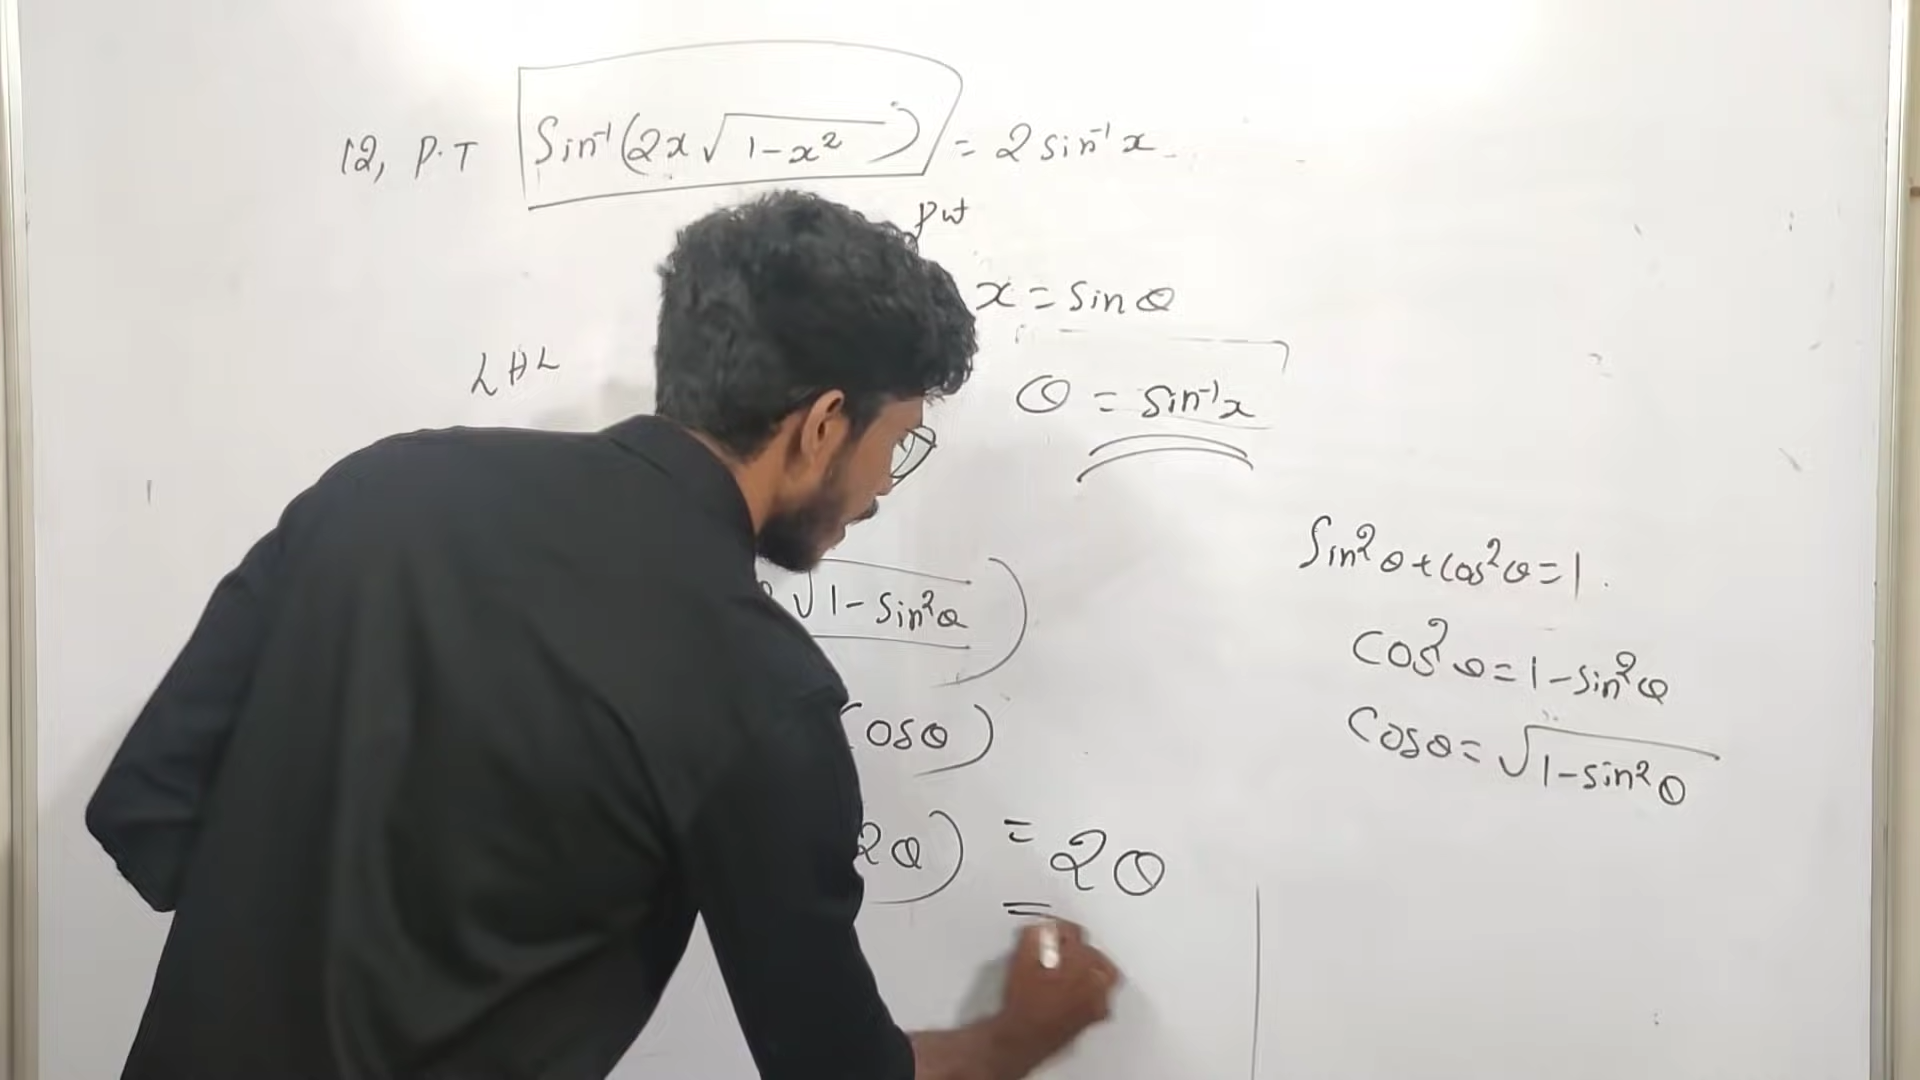 12, P.T Sin⁻¹(2x√1-x²) = 2 sin⁻¹x
put
x = sin θ
LHL
θ = sin⁻¹x
√1 - sin²θ)
cosθ)
2θ) = 2θ
=
Sin²θ + cos²θ = 1.
Cos²θ = 1 - sin²θ
Cosθ = √1 - sin²θ